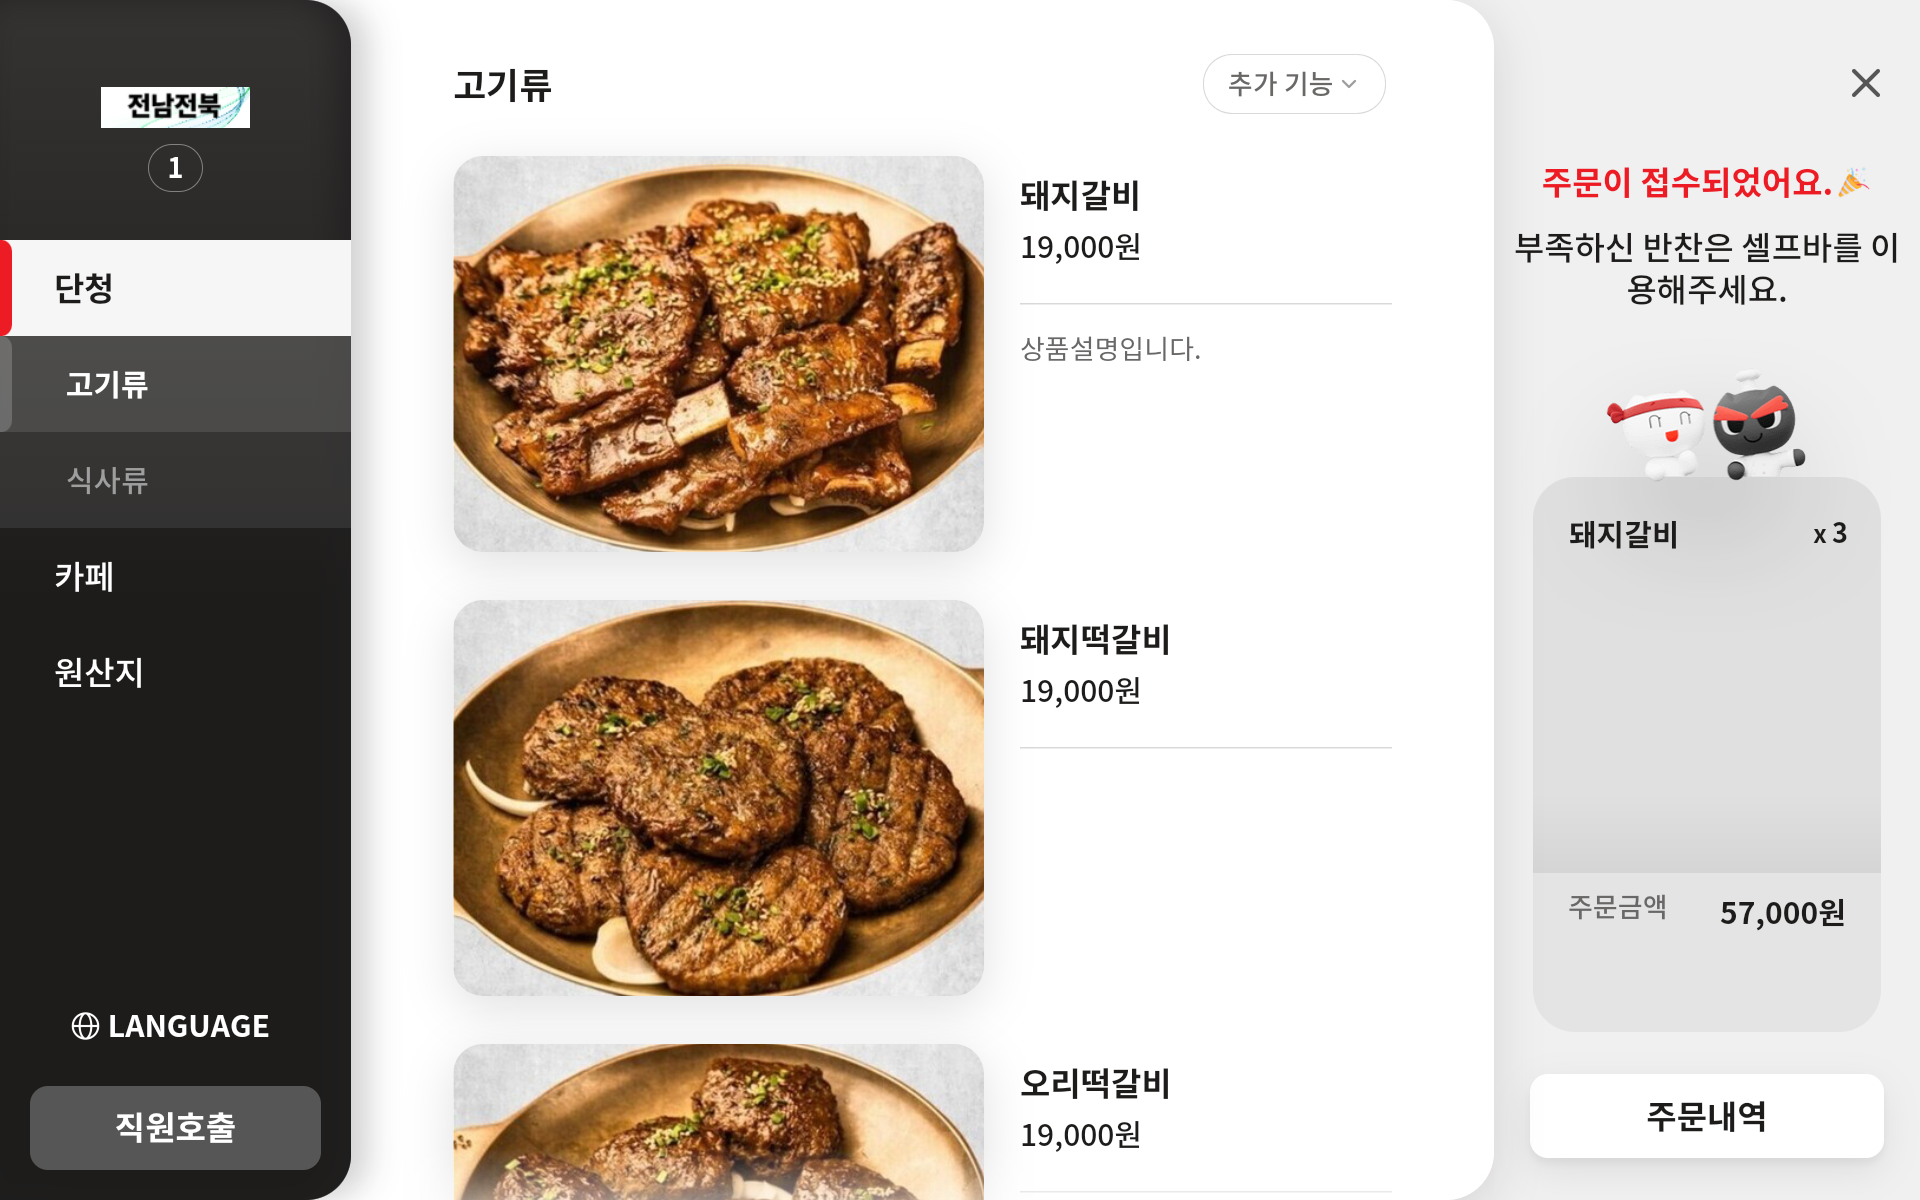 전남전북
1
단청
고기류
식사류
카페
원산지
LANGUAGE
직원호출
고기류
추가 기능
돼지갈비
19,000원
상품설명입니다.
돼지떡갈비
19,000원
오리떡갈비
19,000원
주문이 접수되었어요.🎉
부족하신 반찬은 셀프바를 이
용해주세요.
돼지갈비 x 3
주문금액 57,000원
주문내역